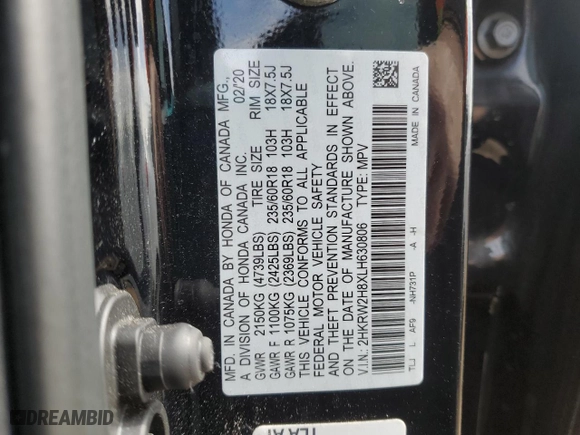 MFD. IN CANADA BY HONDA OF CANADA MFG.,
A DIVISION OF HONDA CANADA INC. 02/20
GVWR 2150KG (4739LBS) TIRE SIZE RIM SIZE
GAWR F 1100KG (2425LBS) 235/60R18 103H 18X7.5J
GAWR R 1075KG (2369LBS) 235/60R18 103H 18X7.5J
THIS VEHICLE CONFORMS TO ALL APPLICABLE
FEDERAL MOTOR VEHICLE SAFETY
AND THEFT PREVENTION STANDARDS IN EFFECT
ON THE DATE OF MANUFACTURE SHOWN ABOVE.
V.I.N.: 2HKRW2H8XLH630806 TYPE: MPV
TLJ L AF9 -NH731P -A -H MADE IN CANADA
DREAMBID